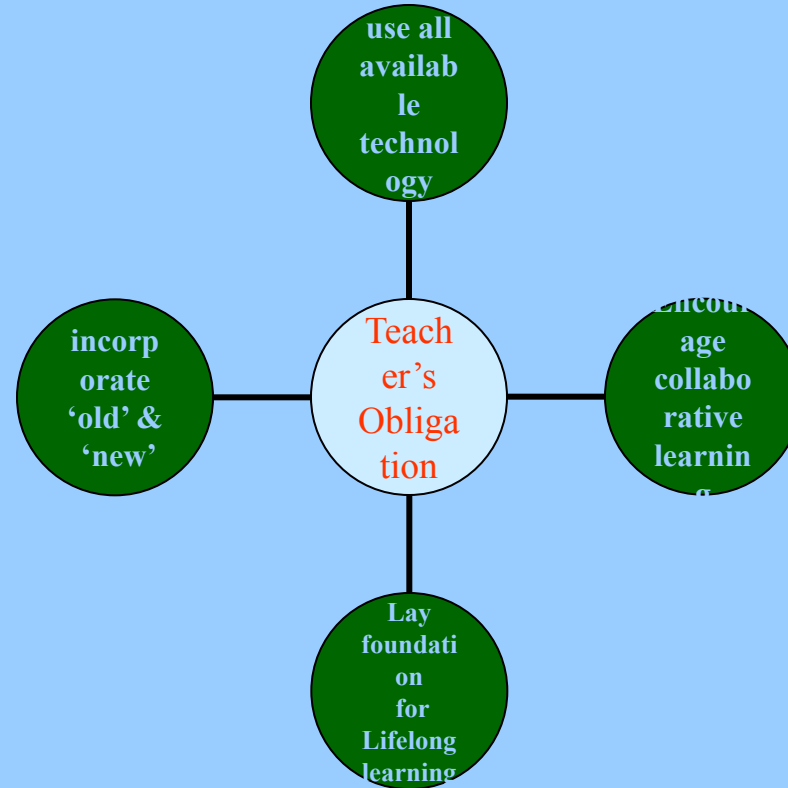 use all
availab
le
technol
ogy
incorp
orate
‘old’ &
‘new’
Teach
er’s
Obliga
tion
Encour
age
collabo
rative
learnin
g
Lay
foundati
on
for
Lifelong
learning